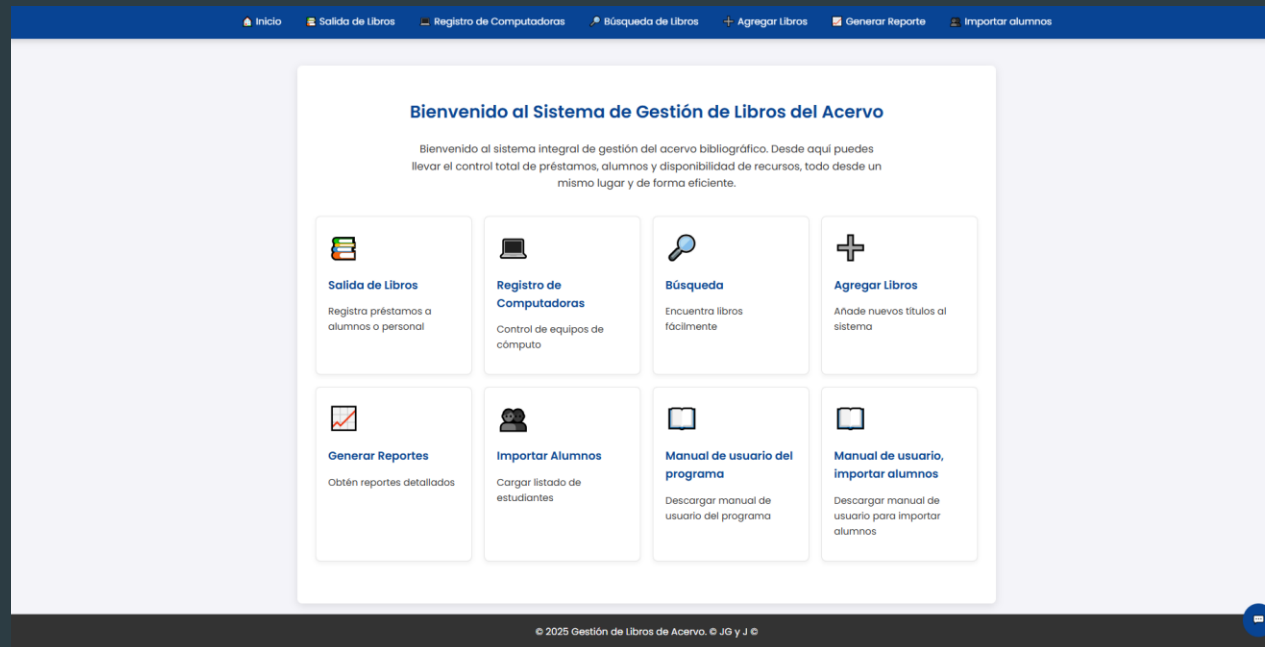 Inicio
Salida de Libros
Registro de Computadoras
Búsqueda de Libros
Agregar Libros
Generar Reporte
Importar alumnos
Bienvenido al Sistema de Gestión de Libros del Acervo
Bienvenido al sistema integral de gestión del acervo bibliográfico. Desde aquí puedes
llevar el control total de préstamos, alumnos y disponibilidad de recursos, todo desde un
mismo lugar y de forma eficiente.
Salida de Libros
Registra préstamos a
alumnos o personal
Registro de
Computadoras
Control de equipos de
cómputo
Búsqueda
Encuentra libros
fácilmente
Agregar Libros
Añade nuevos títulos al
sistema
Generar Reportes
Obtén reportes detallados
Importar Alumnos
Cargar listado de
estudiantes
Manual de usuario del
programa
Descargar manual de
usuario del programa
Manual de usuario,
importar alumnos
Descargar manual de
usuario para importar
alumnos
© 2025 Gestión de Libros de Acervo. © JG y J ©